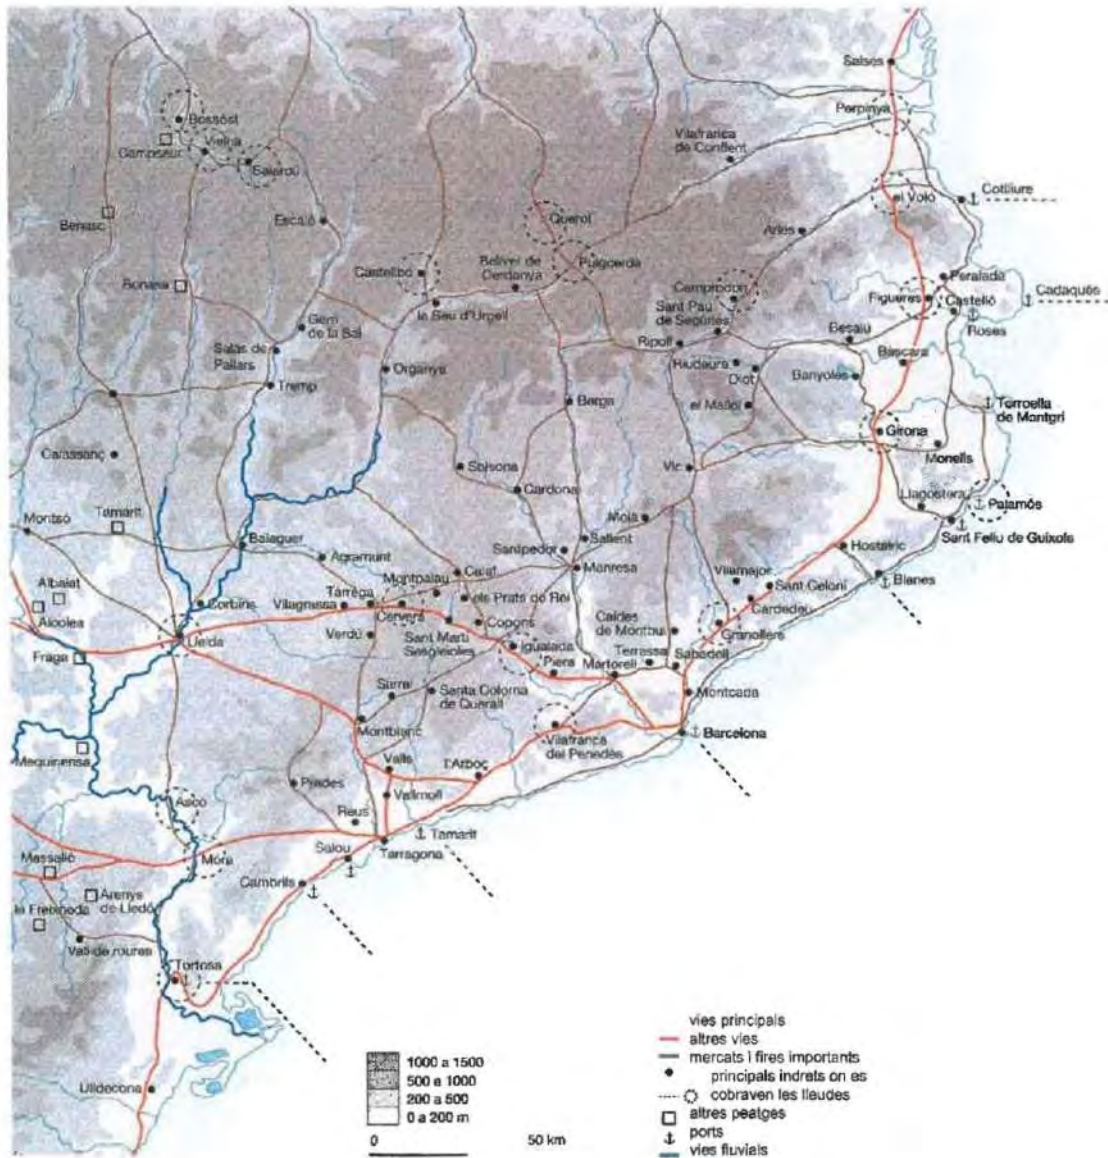 Salses
Perpinya
Vilafranca
de Conflent
Bossòst
Vielha
Campseur
Salardú
Cotlliure
el Voló
Benasc
Escaló
Querol
Arles
Puigcerdà
Castellbó
Bellver de
Cerdanya
Bonansa
la Seu d'Urgell
Camprodon
Peralada
Figueres
Cadaqués
Castelló
Roses
Sant Pau
de Segúries
Gerri
de la Sal
Besalú
Ripoll
Salàs de
Pallars
Riudaura
Olot
Bàscara
Organyà
Banyoles
Tremp
Berga
el Mallol
Torroella
de Montgrí
Girona
Calassanç
Monells
Solsona
Vic
Cardona
Llagostera
Palamós
Montsó
Tamarit
Moià
Sant Feliu de Guíxols
Balaguer
Sallent
Santpedor
Agramunt
Hostalric
Calaf
Manresa
Montpalau
Vilamajor
Blanes
Albalat
Alcolea
Corbins
Tàrrega
Vilagrassa
Cervera
els Prats de Rei
Sant Celoni
Cardedeu
Verdú
Copons
Caldes
de Montbui
Granollers
Lleida
Sant Martí
Sesgleioles
Igualada
Fraga
Terrassa
Sabadell
Piera
Martorell
Sarral
Santa Coloma
de Queralt
Montcada
Montblanc
Barcelona
Vilafranca
del Penedès
Mequinensa
Valls
l'Arboç
Prades
Vallmoll
Ascó
Reus
Tamarit
Tarragona
Móra
Salou
Massalió
Cambrils
Arenys
de Lledó
la Freixneda
Vall-de-roures
Tortosa
Ulldecona
1000 a 1500
500 a 1000
200 a 500
0 a 200 m
0
50 km
vies principals
altres vies
mercats i fires importants
principals indrets on es
cobraven les lleudes
altres peatges
ports
vies fluvials